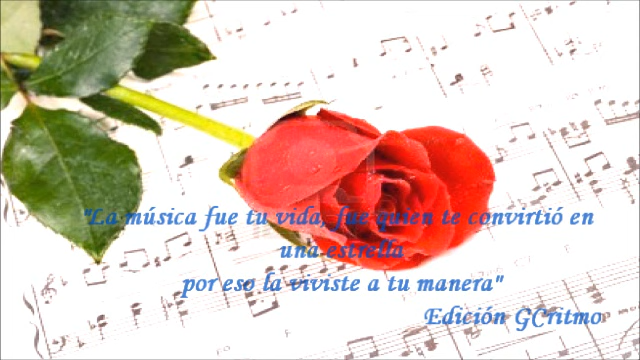 "La música fue tu vida, fue quien te convirtió en
una estrella
por eso la viviste a tu manera"
Edición GCritmo